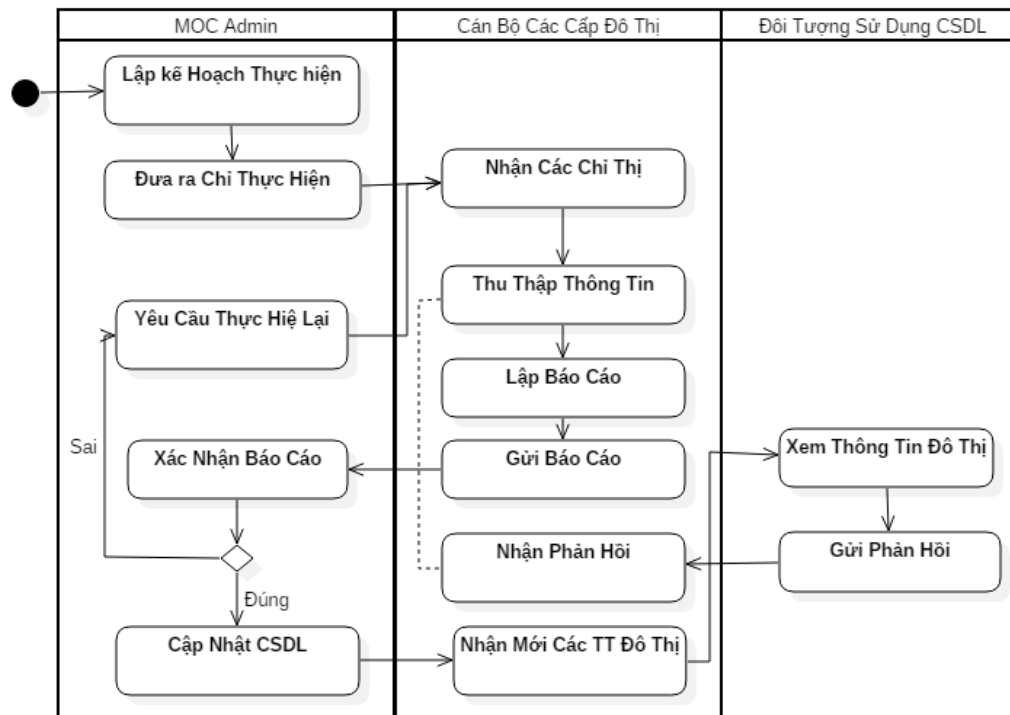 MOC Admin
Cán Bộ Các Cấp Đô Thị
Đôi Tượng Sử Dụng CSDL
Lập kế Hoạch Thực hiện
Đưa ra Chỉ Thực Hiện
Nhận Các Chỉ Thị
Thu Thập Thông Tin
Yêu Cầu Thực Hiệ Lại
Lập Báo Cáo
Sai
Xác Nhận Báo Cáo
Gửi Báo Cáo
Xem Thông Tin Đô Thị
Nhận Phản Hồi
Gửi Phản Hồi
Đúng
Cập Nhật CSDL
Nhận Mới Các TT Đô Thị